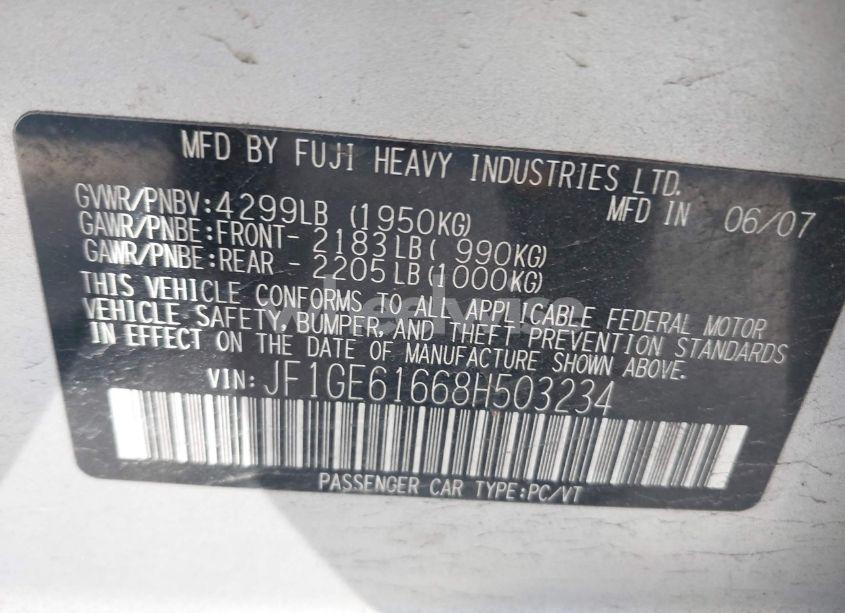 MFD BY FUJI HEAVY INDUSTRIES LTD.
GVWR/PNBV:4299LB (1950KG) MFD IN 06/07
GAWR/PNBE:FRONT- 2183LB( 990KG)
GAWR/PNBE:REAR - 2205LB(1000KG)
THIS VEHICLE CONFORMS TO ALL APPLICABLE FEDERAL MOTOR
VEHICLE SAFETY, BUMPER, AND THEFT PREVENTION STANDARDS
IN EFFECT ON THE DATE OF MANUFACTURE SHOWN ABOVE.
VIN: JF1GE61668H503234
PASSENGER CAR TYPE:PC/VT